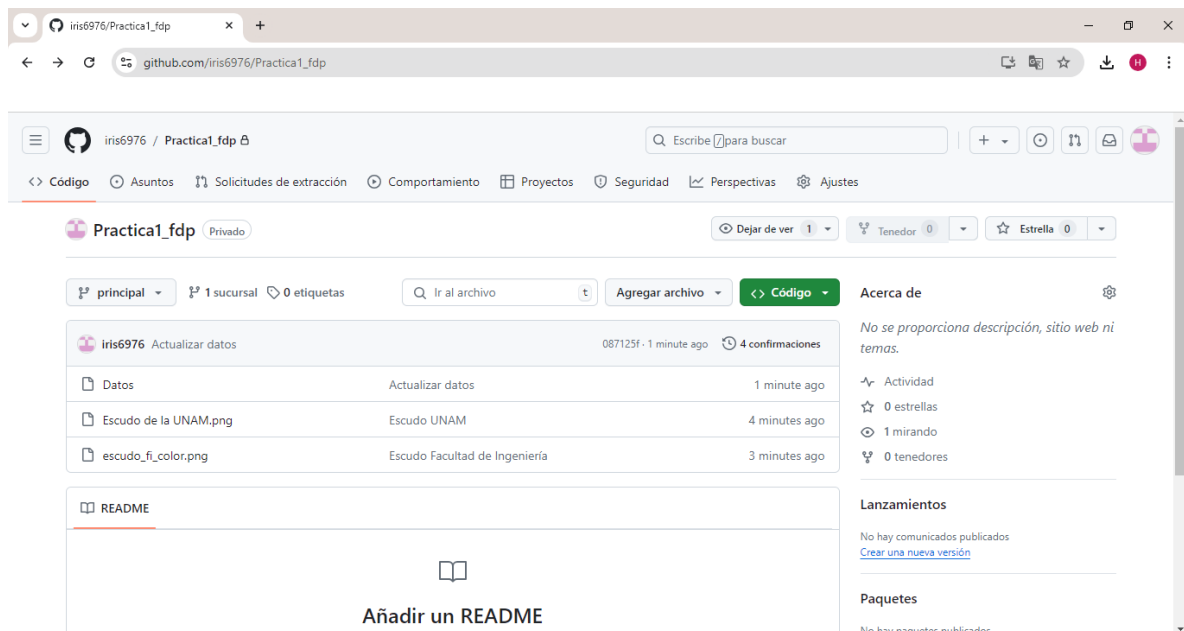 iris6976/Practica1_fdp
github.com/iris6976/Practica1_fdp
H
iris6976 / Practica1_fdp
Escribe / para buscar
Código Asuntos Solicitudes de extracción Comportamiento Proyectos Seguridad Perspectivas Ajustes
Practica1_fdp Privado
Dejar de ver 1 Tenedor 0 Estrella 0
principal 1 sucursal 0 etiquetas Ir al archivo t Agregar archivo <> Código
Acerca de
iris6976 Actualizar datos 087125f · 1 minute ago 4 confirmaciones
Datos Actualizar datos 1 minute ago
Escudo de la UNAM.png Escudo UNAM 4 minutes ago
escudo_fi_color.png Escudo Facultad de Ingeniería 3 minutes ago
README
Añadir un README
No se proporciona descripción, sitio web ni
temas.
Actividad
0 estrellas
1 mirando
0 tenedores
Lanzamientos
No hay comunicados publicados
Crear una nueva versión
Paquetes
No hay paquetes publicados